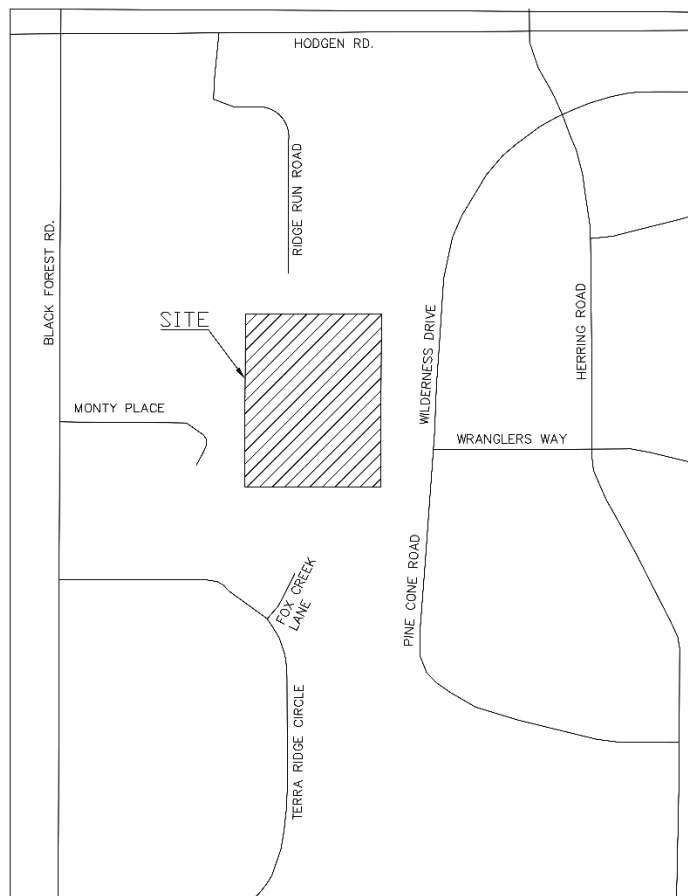 HODGEN RD.
RIDGE RUN ROAD
BLACK FOREST RD.
SITE
WILDERNESS DRIVE
HERRING ROAD
MONTY PLACE
WRANGLERS WAY
PINE CONE ROAD
FOX CREEK
LANE
TERRA RIDGE CIRCLE